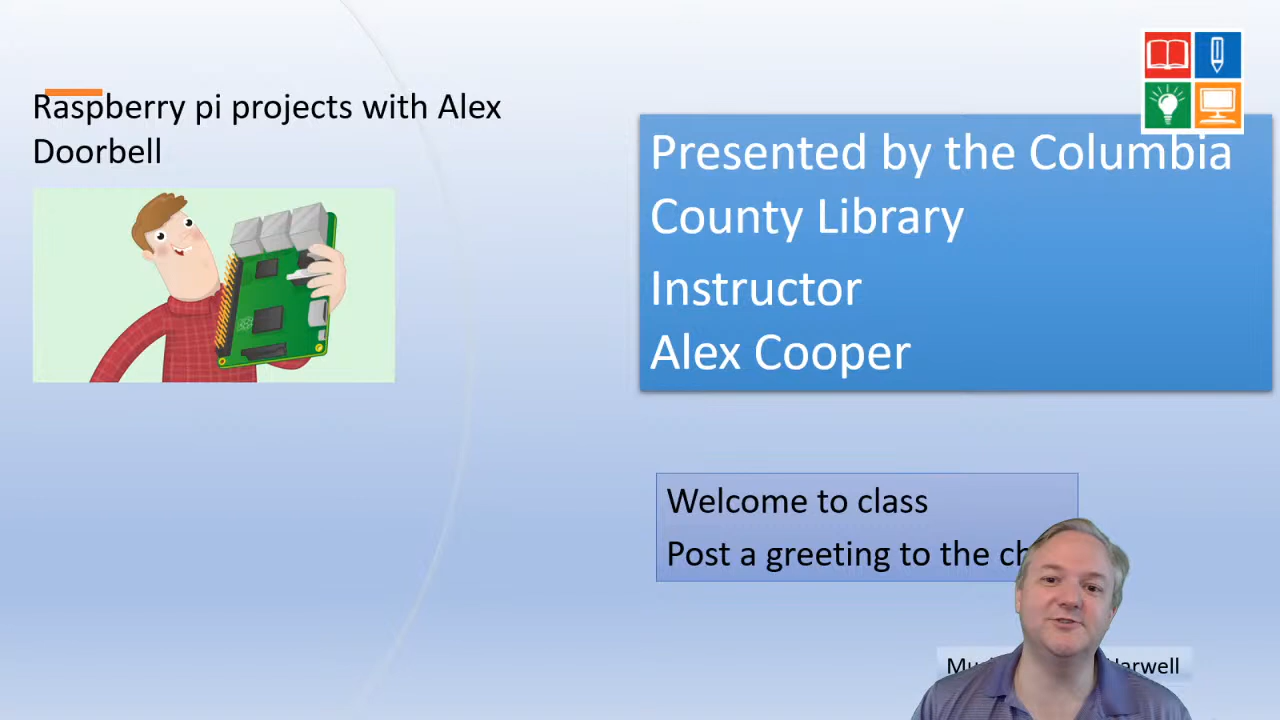 Raspberry pi projects with Alex
Doorbell
Presented by the Columbia
County Library
Instructor
Alex Cooper
Welcome to class
Post a greeting to the